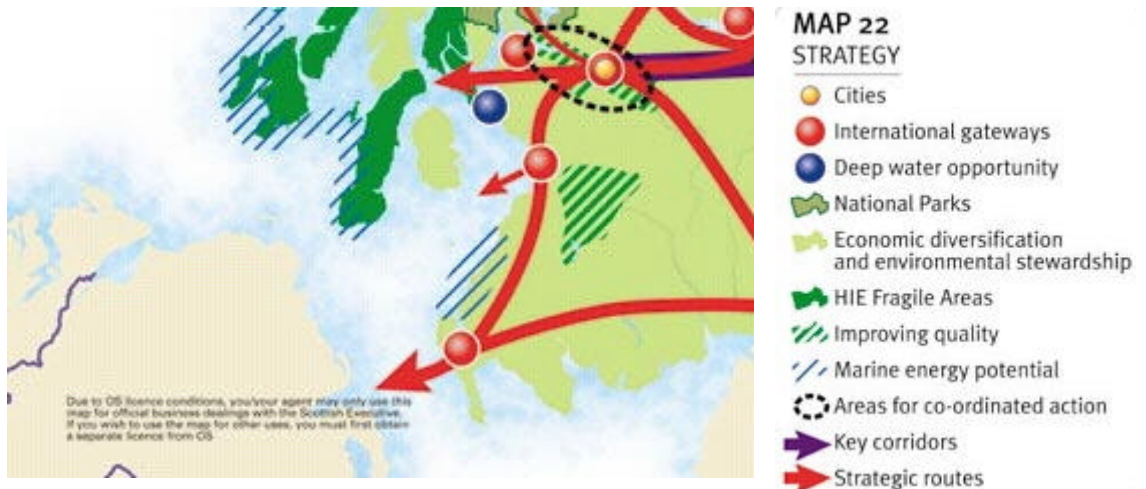 Due to OS licence conditions, you/your agent may only use this
map for official business dealings with the Scottish Executive.
If you wish to use the map for other uses, you must first obtain
a separate licence from OS
MAP 22
STRATEGY
Cities
International gateways
Deep water opportunity
National Parks
Economic diversification
and environmental stewardship
HIE Fragile Areas
Improving quality
Marine energy potential
Areas for co-ordinated action
Key corridors
Strategic routes